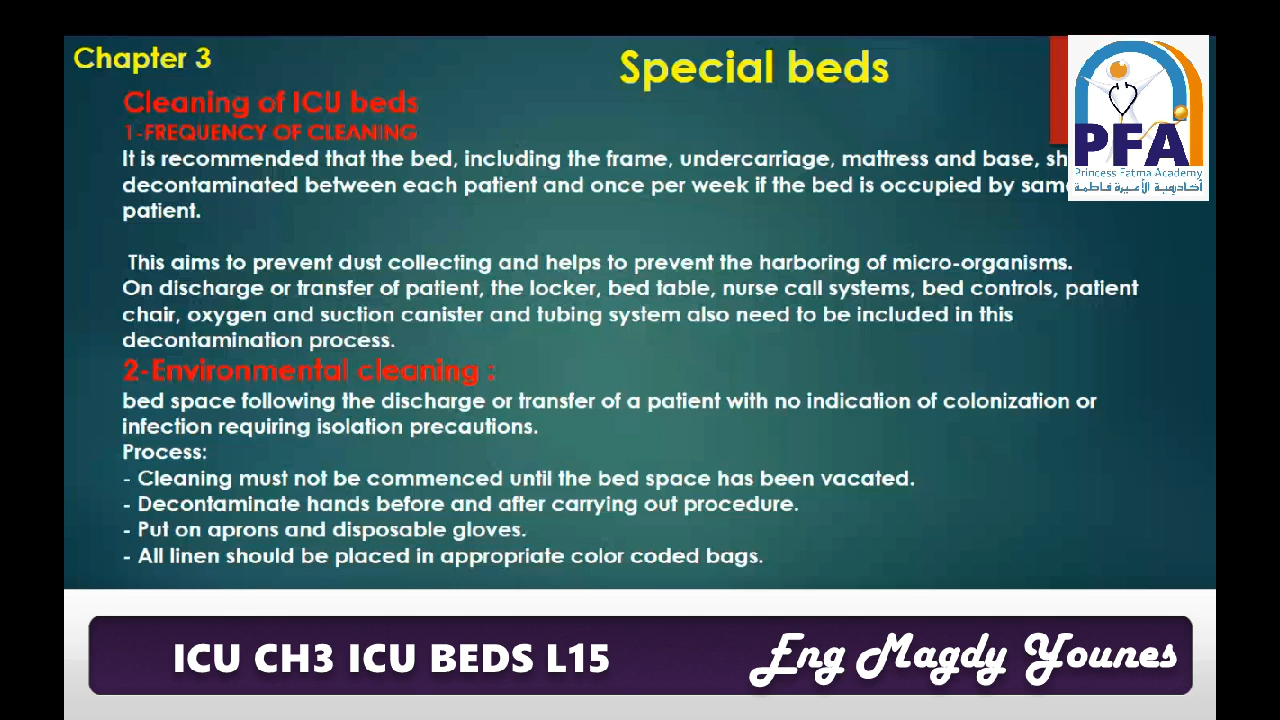 Chapter 3
Special beds
Cleaning of ICU beds
1-FREQUENCY OF CLEANING
It is recommended that the bed, including the frame, undercarriage, mattress and base,
decontaminated between each patient and once per week if the bed is occupied by same
patient.
This aims to prevent dust collecting and helps to prevent the harboring of micro-organisms.
On discharge or transfer of patient, the locker, bed table, nurse call systems, bed controls, patient
chair, oxygen and suction canister and tubing system also need to be included in this
decontamination process.
2-Environmental cleaning :
bed space following the discharge or transfer of a patient with no indication of colonization or
infection requiring isolation precautions.
Process:
- Cleaning must not be commenced until the bed space has been vacated.
- Decontaminate hands before and after carrying out procedure.
- Put on aprons and disposable gloves.
- All linen should be placed in appropriate color coded bags.
PFA
Princess Fatma Academy
أكاديمية الأميرة فاطمة
ICU CH3 ICU BEDS L15
Eng Magdy Younes